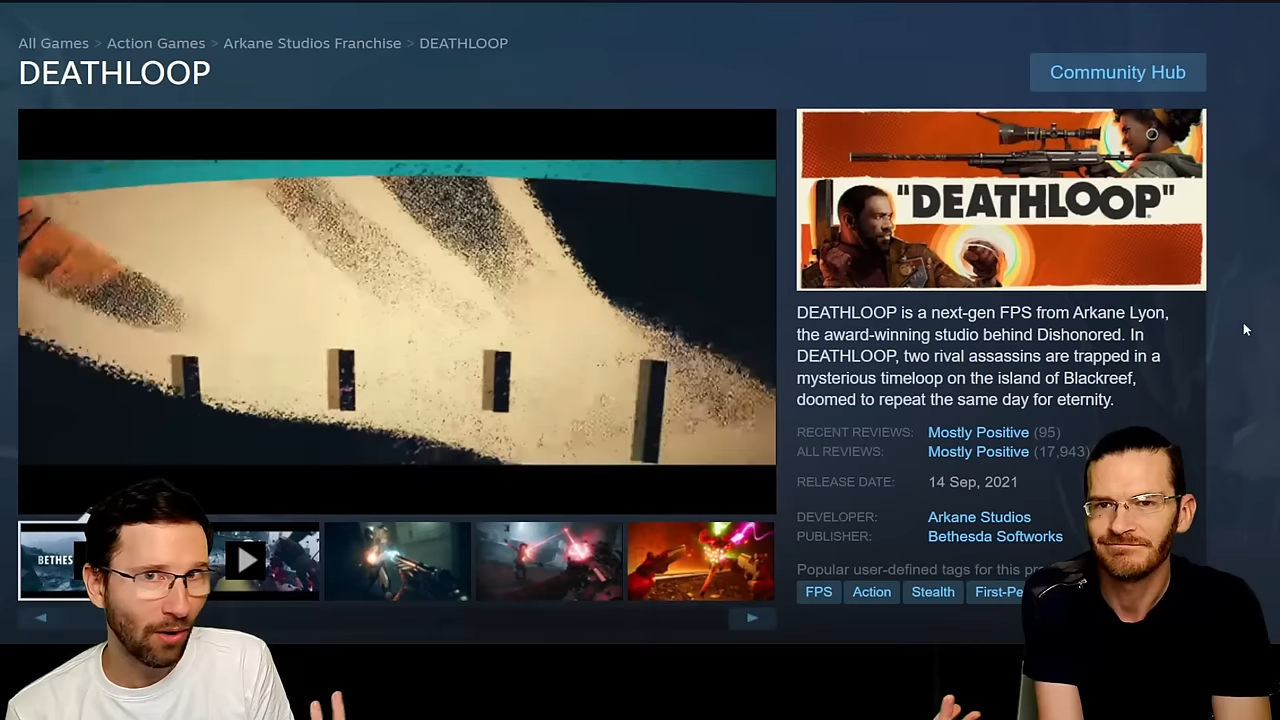 All Games > Action Games > Arkane Studios Franchise > DEATHLOOP
DEATHLOOP
Community Hub
"DEATHLOOP"
DEATHLOOP is a next-gen FPS from Arkane Lyon,
the award-winning studio behind Dishonored. In
DEATHLOOP, two rival assassins are trapped in a
mysterious timeloop on the island of Blackreef,
doomed to repeat the same day for eternity.
RECENT REVIEWS: Mostly Positive (95)
ALL REVIEWS: Mostly Positive (17,943)
RELEASE DATE: 14 Sep, 2021
DEVELOPER: Arkane Studios
PUBLISHER: Bethesda Softworks
Popular user-defined tags for this pr
FPS Action Stealth First-Pe
BETHES